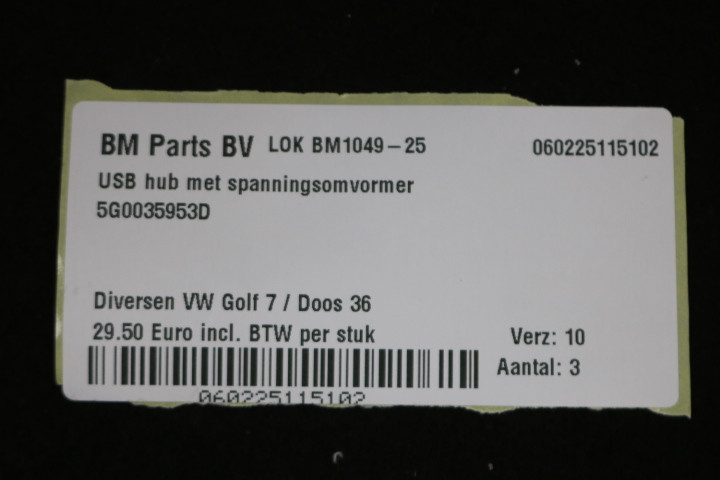 BM Parts BV LOK BM1049-25 060225115102
USB hub met spanningsomvormer
5G0035953D
Diversen VW Golf 7 / Doos 36
29.50 Euro incl. BTW per stuk Verz: 10
Aantal: 3
060225115102